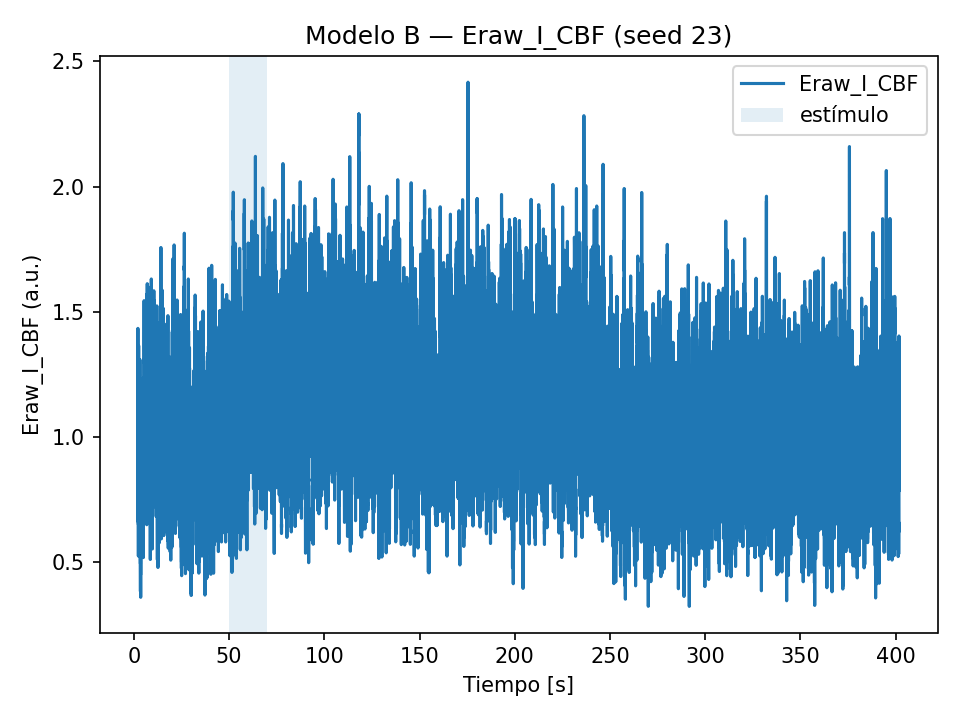 Modelo B — Eraw_I_CBF (seed 23)
Eraw_I_CBF
estímulo
Eraw_I_CBF (a.u.)
2.5
2.0
1.5
1.0
0.5
0 50 100 150 200 250 300 350 400
Tiempo [s]